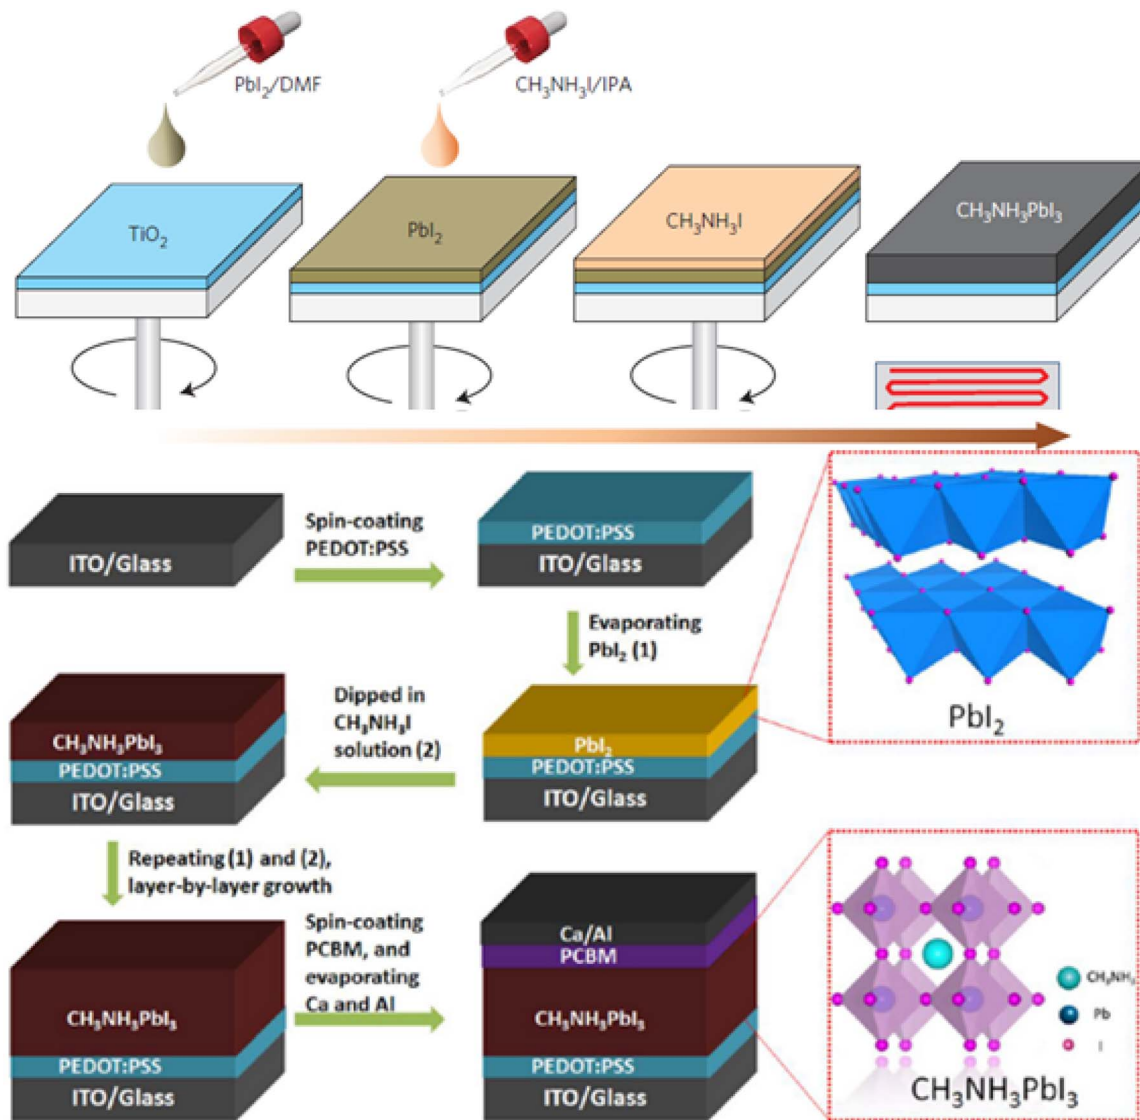 PbI₂/DMF
CH₃NH₃I/IPA
TiO₂
PbI₂
CH₃NH₃I
CH₃NH₃PbI₃
ITO/Glass
Spin-coating
PEDOT:PSS
PEDOT:PSS
ITO/Glass
Evaporating
PbI₂ (1)
PbI₂
CH₃NH₃PbI₃
PEDOT:PSS
ITO/Glass
Dipped in
CH₃NH₃I
solution (2)
PbI₂
PEDOT:PSS
ITO/Glass
Repeating (1) and (2),
layer-by-layer growth
CH₃NH₃PbI₃
PEDOT:PSS
ITO/Glass
Spin-coating
PCBM, and
evaporating
Ca and Al
Ca/Al
PCBM
CH₃NH₃PbI₃
PEDOT:PSS
ITO/Glass
CH₃NH₃
Pb
I
CH₃NH₃PbI₃